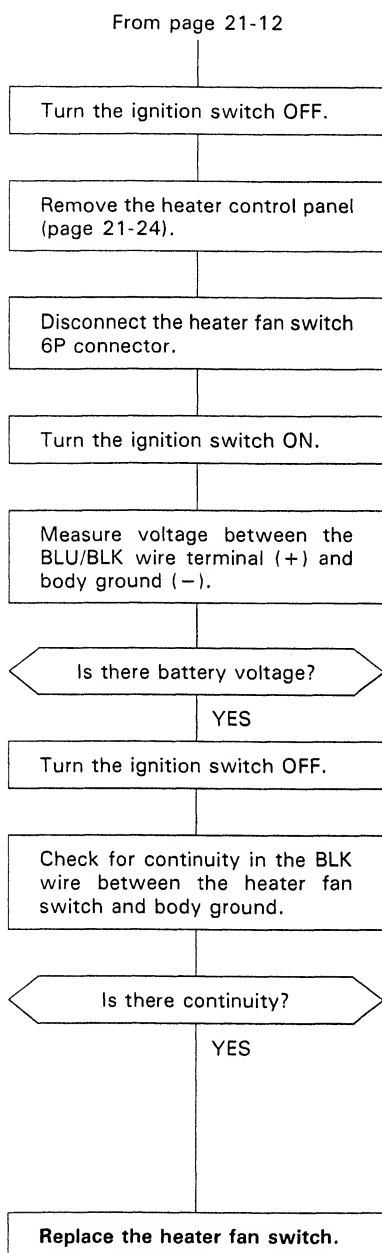 From page 21-12
Turn the ignition switch OFF.
Remove the heater control panel
(page 21-24).
Disconnect the heater fan switch
6P connector.
Turn the ignition switch ON.
Measure voltage between the
BLU/BLK wire terminal (+) and
body ground (−).
Is there battery voltage?
YES
Turn the ignition switch OFF.
Check for continuity in the BLK
wire between the heater fan
switch and body ground.
Is there continuity?
YES
Replace the heater fan switch.